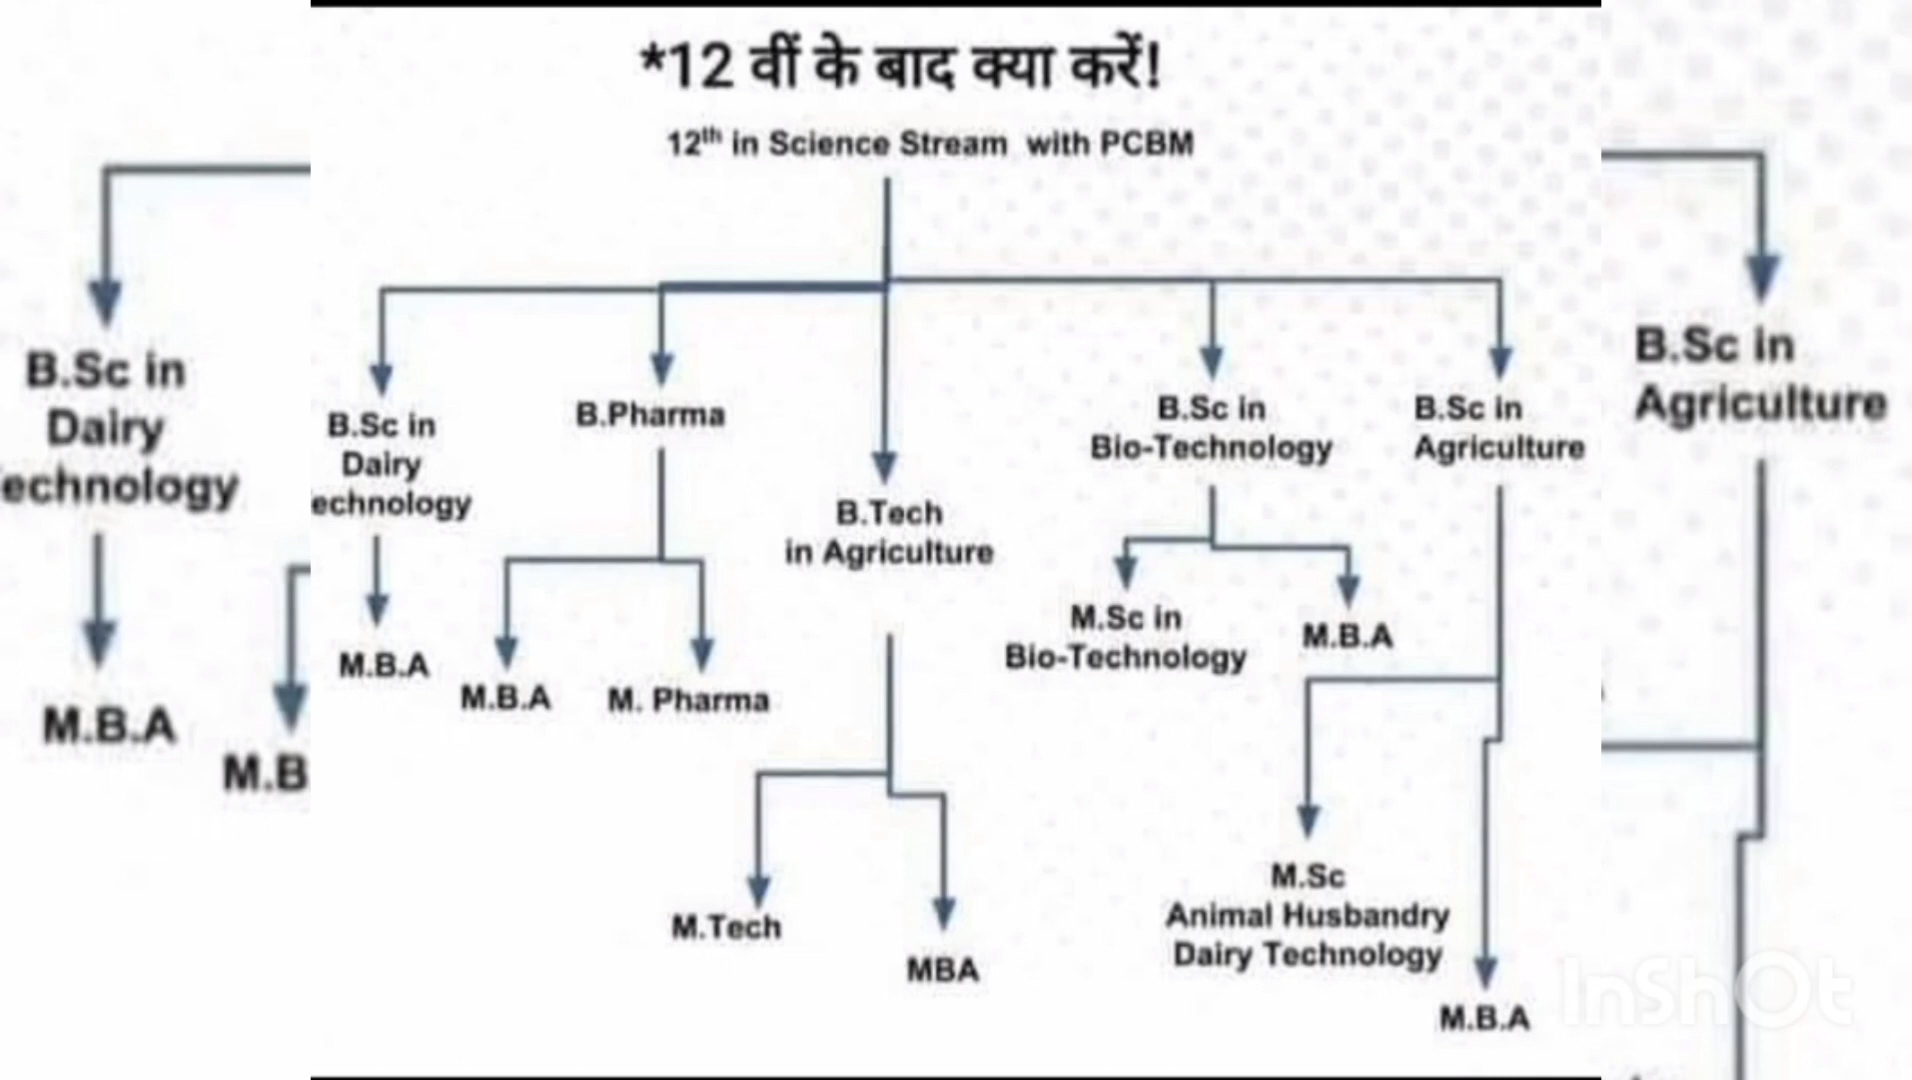 *12 वीं के बाद क्या करें!
12th in Science Stream with PCBM
B.Sc in
Dairy
echnology
M.B.A
M.B
B.Sc in
Dairy
echnology
M.B.A
B.Pharma
M.B.A
M. Pharma
B.Tech
in Agriculture
M.Tech
MBA
B.Sc in
Bio-Technology
M.Sc in
Bio-Technology
M.B.A
B.Sc in
Agriculture
M.Sc
Animal Husbandry
Dairy Technology
M.B.A
B.Sc in
Agriculture
InShOt